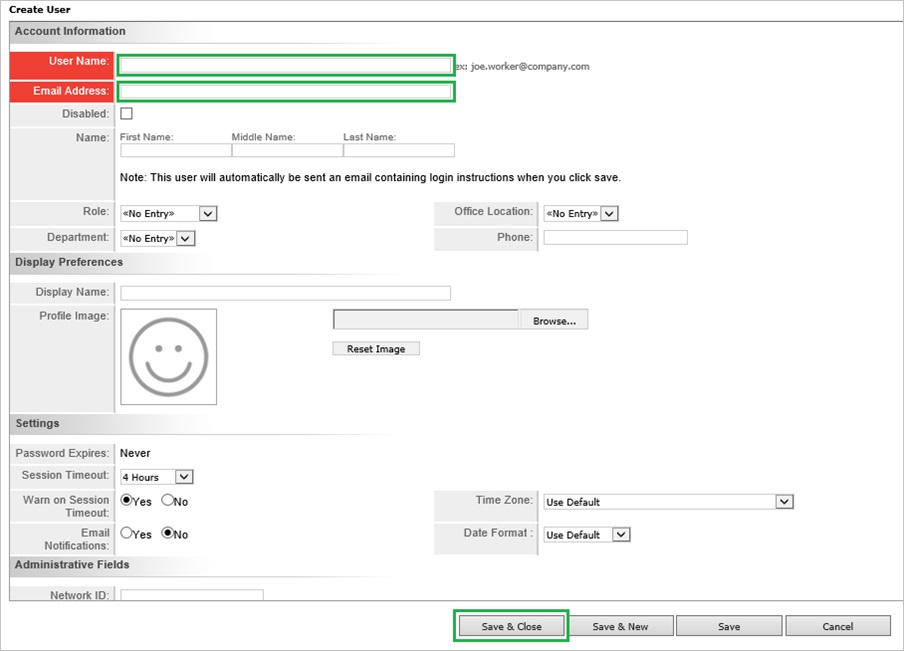 Create User
Account Information
User Name: ex: joe.worker@company.com
Email Address:
Disabled:
Name: First Name: Middle Name: Last Name:
Note: This user will automatically be sent an email containing login instructions when you click save.
Role: «No Entry» Office Location: «No Entry»
Department: «No Entry» Phone:
Display Preferences
Display Name:
Profile Image: Browse...
Reset Image
Settings
Password Expires: Never
Session Timeout: 4 Hours
Warn on Session Yes No Time Zone: Use Default
Timeout:
Email Yes No Date Format : Use Default
Notifications:
Administrative Fields
Network ID:
Save & Close Save & New Save Cancel